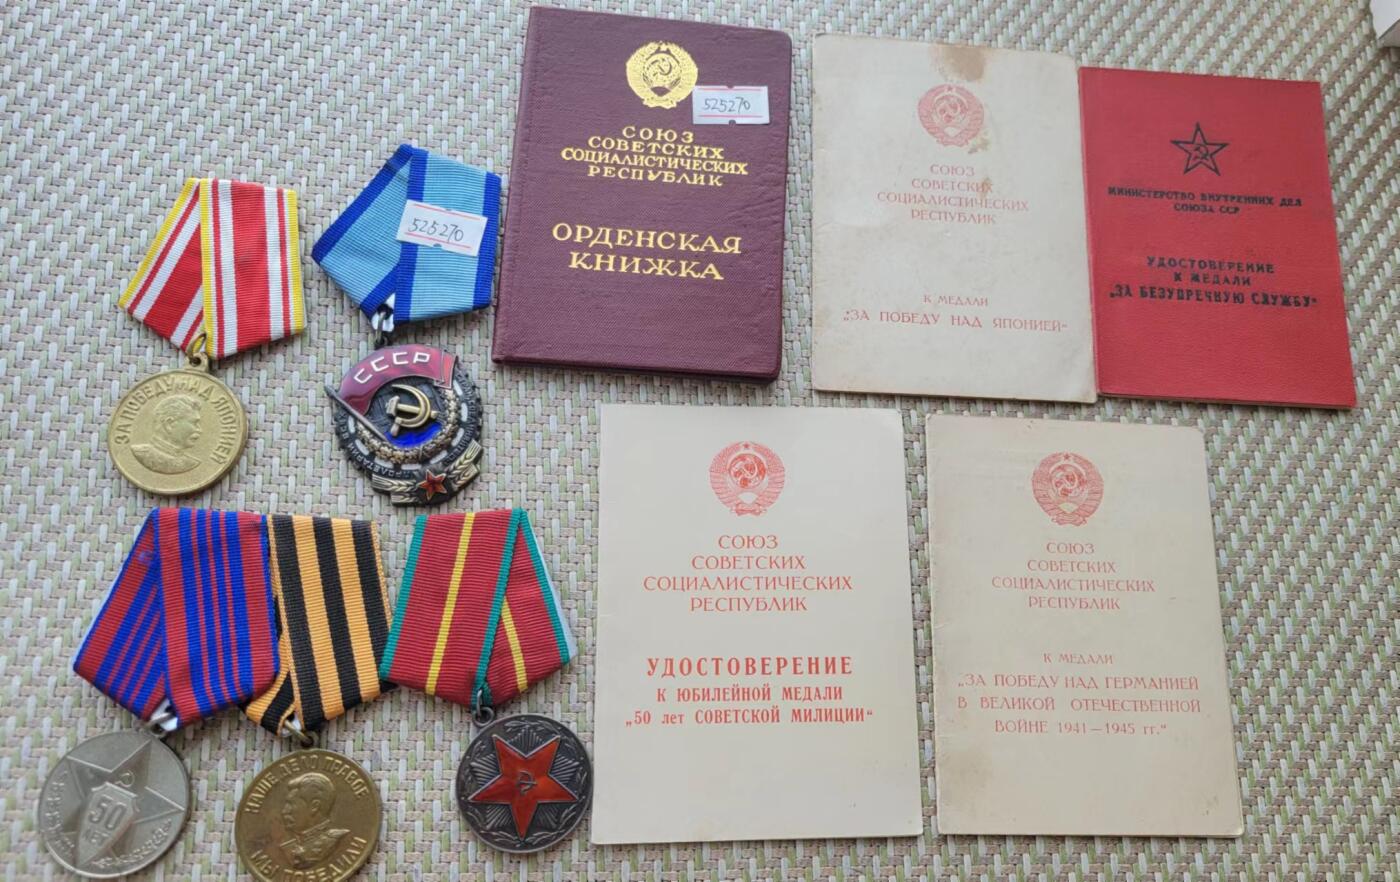 СОЮЗ
СОВЕТСКИХ
СОЦИАЛИСТИЧЕСКИХ
РЕСПУБЛИК
ОРДЕНСКАЯ
КНИЖКА
525270
СОЮЗ
СОВЕТСКИХ
СОЦИАЛИСТИЧЕСКИХ
РЕСПУБЛИК
К МЕДАЛИ
„ЗА ПОБЕДУ НАД ЯПОНИЕЙ"
МИНИСТЕРСТВО ВНУТРЕННИХ ДЕЛ
СОЮЗА ССР
УДОСТОВЕРЕНИЕ
К МЕДАЛИ
„ЗА БЕЗУПРЕЧНУЮ СЛУЖБУ"
525270
ЗА ПОБЕДУ НАД ЯПОНИЕЙ
СССР
СОЮЗ
СОВЕТСКИХ
СОЦИАЛИСТИЧЕСКИХ
РЕСПУБЛИК
УДОСТОВЕРЕНИЕ
К ЮБИЛЕЙНОЙ МЕДАЛИ
„50 лет СОВЕТСКОЙ МИЛИЦИИ"
СОЮЗ
СОВЕТСКИХ
СОЦИАЛИСТИЧЕСКИХ
РЕСПУБЛИК
К МЕДАЛИ
„ЗА ПОБЕДУ НАД ГЕРМАНИЕЙ
В ВЕЛИКОЙ ОТЕЧЕСТВЕННОЙ
ВОЙНЕ 1941—1945 гг."
50
ЛЕТ
НАШЕ ДЕЛО ПРАВОЕ
МЫ ПОБЕДИЛИ